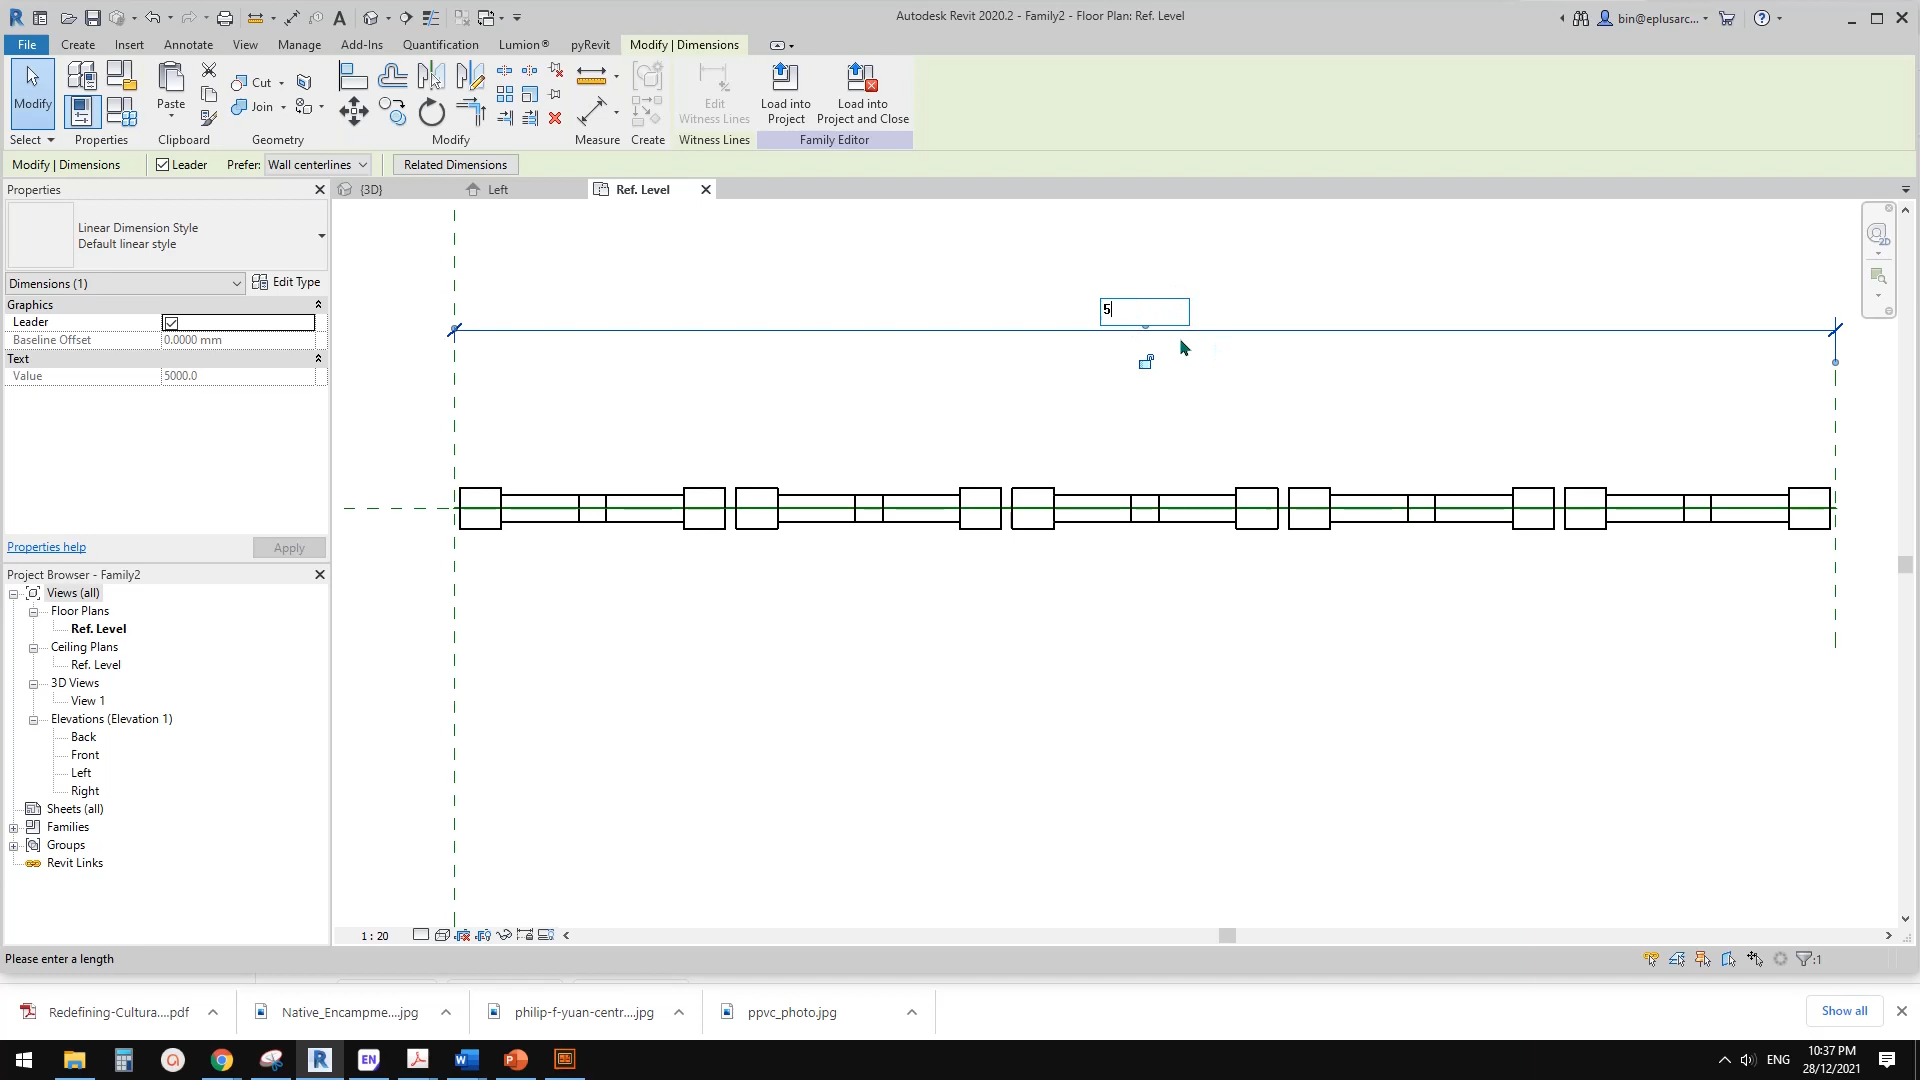 Autodesk Revit 2020.2 - Family2 - Floor Plan: Ref. Level
bin@eplusarc...
File Create Insert Annotate View Manage Add-Ins Quantification Lumion® pyRevit Modify | Dimensions
Modify
Paste
Cut
Join
Edit
Witness Lines
Load into
Project
Load into
Project and Close
Select Properties Clipboard Geometry Modify Measure Create Witness Lines Family Editor
Modify | Dimensions Leader Prefer: Wall centerlines Related Dimensions
Properties
{3D} Left Ref. Level
Linear Dimension Style
Default linear style
Dimensions (1) Edit Type
Graphics
Leader
Baseline Offset 0.0000 mm
Text
Value 5000.0
5
2D
Properties help Apply
Project Browser - Family2
Views (all)
Floor Plans
Ref. Level
Ceiling Plans
Ref. Level
3D Views
View 1
Elevations (Elevation 1)
Back
Front
Left
Right
Sheets (all)
Families
Groups
Revit Links
1 : 20
Please enter a length
:1
Redefining-Cultura....pdf Native_Encampme....jpg philip-f-yuan-centr....jpg ppvc_photo.jpg Show all
EN
ENG
10:37 PM
28/12/2021